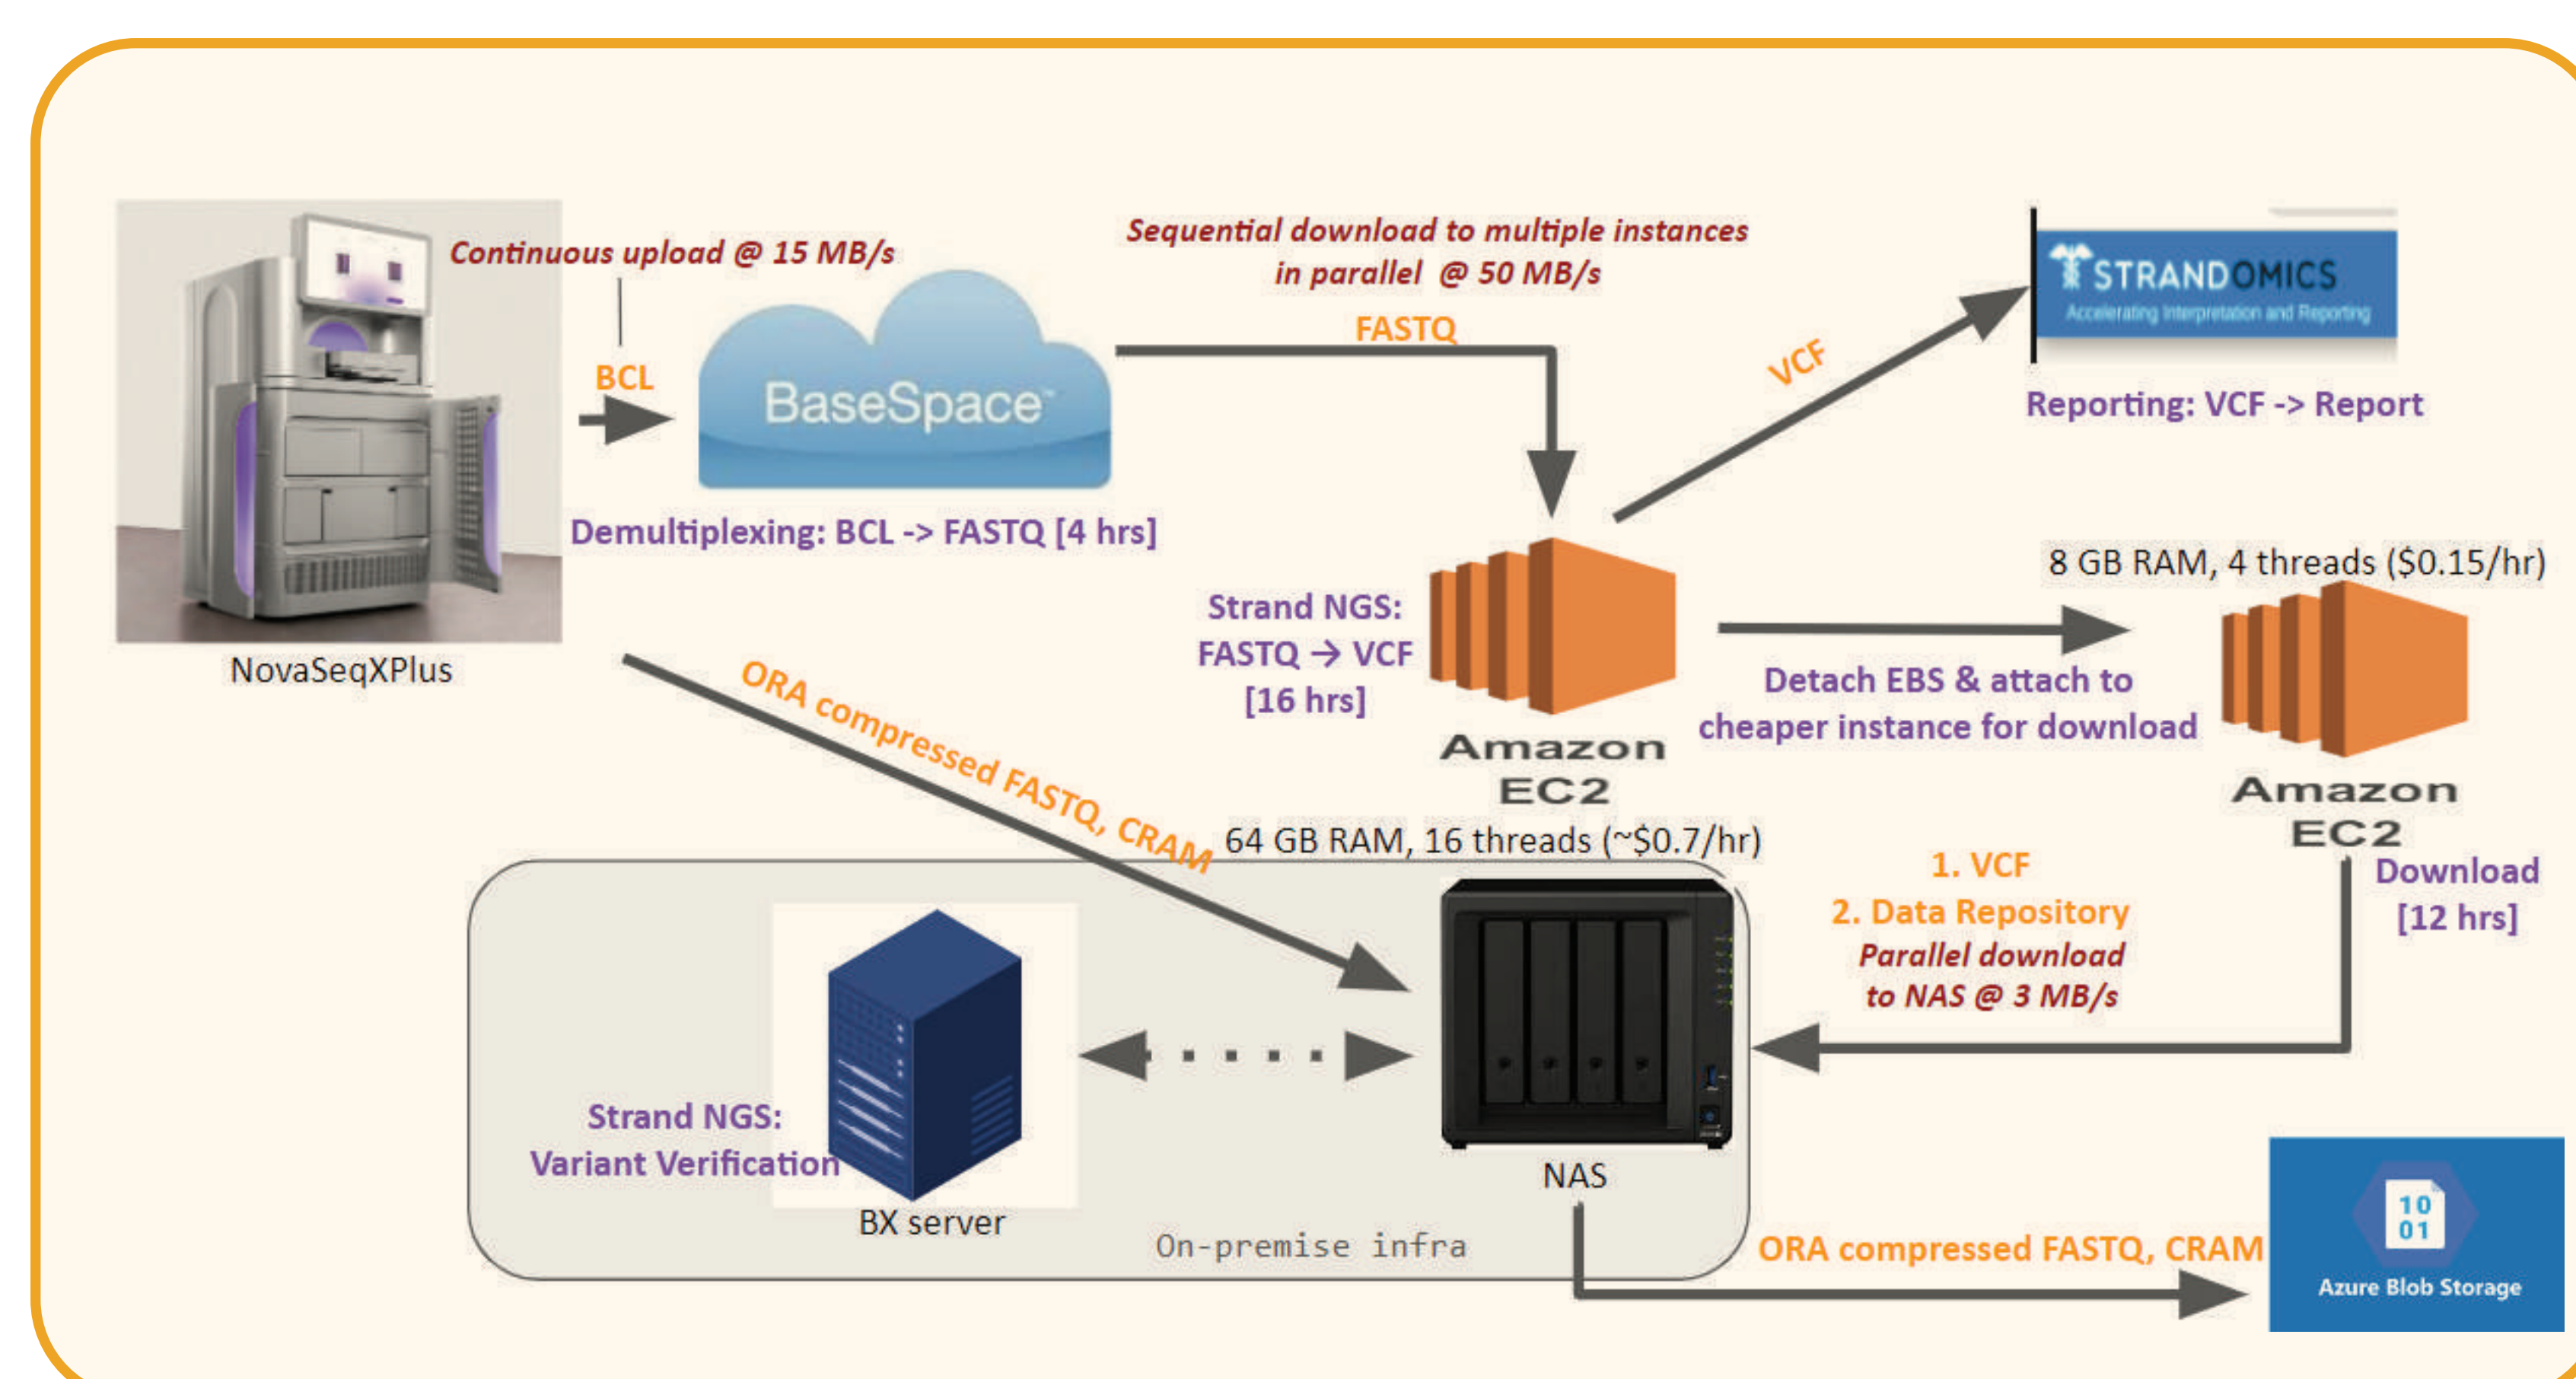 Continuous upload @ 15 MB/s
BCL
NovaSeqXPlus
BaseSpace™
Demultiplexing: BCL -> FASTQ [4 hrs]
Sequential download to multiple instances
in parallel @ 50 MB/s
FASTQ
VCF
STRANDOMICS
Accelerating Interpretation and Reporting
Reporting: VCF -> Report
Strand NGS:
FASTQ → VCF
[16 hrs]
Amazon
EC2
64 GB RAM, 16 threads (~$0.7/hr)
Detach EBS & attach to
cheaper instance for download
8 GB RAM, 4 threads ($0.15/hr)
Amazon
EC2
Download
[12 hrs]
1. VCF
2. Data Repository
Parallel download
to NAS @ 3 MB/s
ORA compressed FASTQ, CRAM
Strand NGS:
Variant Verification
BX server
NAS
On-premise infra
ORA compressed FASTQ, CRAM
10
01
Azure Blob Storage